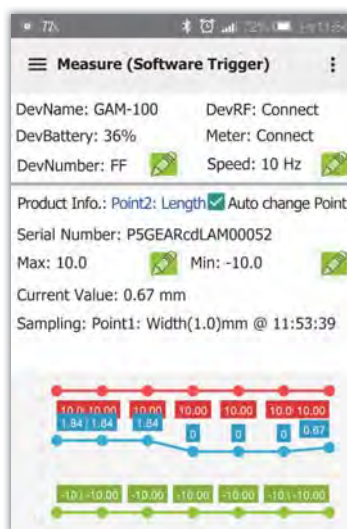 77%
Measure (Software Trigger)
DevName: GAM-100 DevRF: Connect
DevBattery: 36% Meter: Connect
DevNumber: FF Speed: 10 Hz
Product Info.: Point2: Length Auto change Point
Serial Number: P5GEARcdLAM00052
Max: 10.0 Min: -10.0
Current Value: 0.67 mm
Sampling: Point1: Width(1.0)mm @ 11:53:39
10.00 10.00 10.00 10.00 10.00 10.00
1.84 1.84 1.84 0 0 0 0.67
-10.00 -10.00 -10.00 -10.00 -10.00